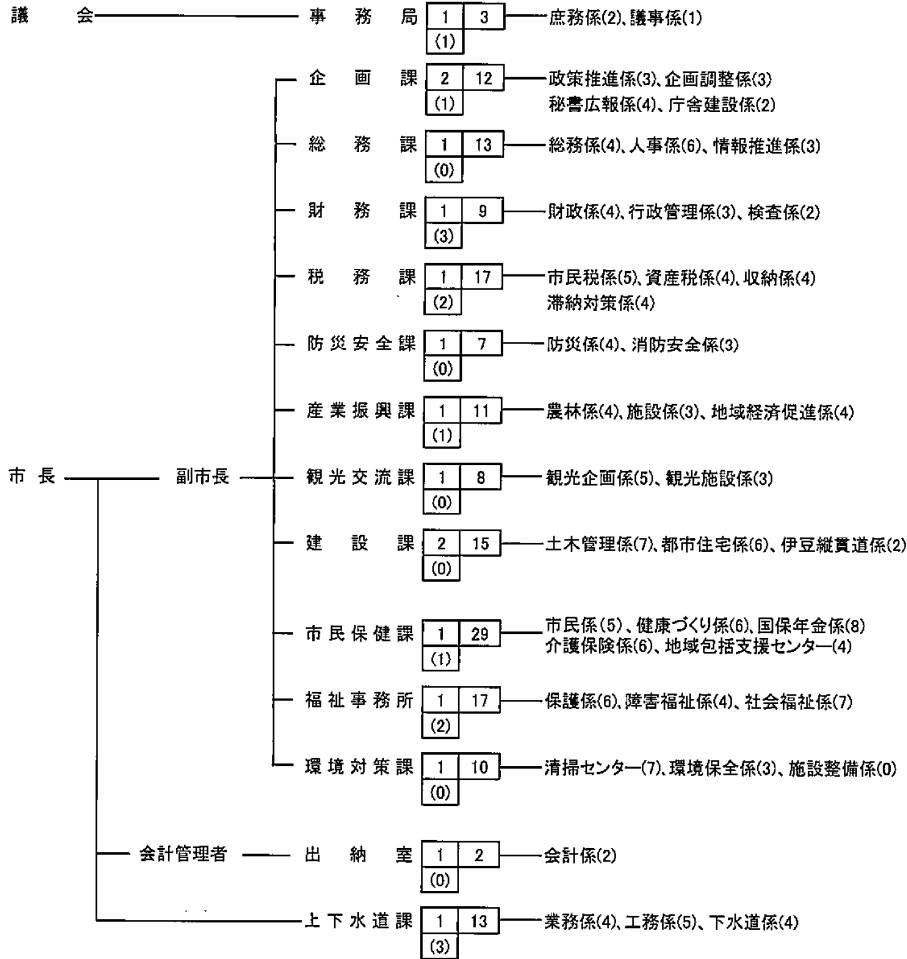 議会 事務局 1 3 庶務係(2)、議事係(1)
(1)
企画課 2 12 政策推進係(3)、企画調整係(3)
(1) 秘書広報係(4)、庁舎建設係(2)
総務課 1 13 総務係(4)、人事係(6)、情報推進係(3)
(0)
財務課 1 9 財政係(4)、行政管理係(3)、検査係(2)
(3)
税務課 1 17 市民税係(5)、資産税係(4)、収納係(4)
(2) 滞納対策係(4)
防災安全課 1 7 防災係(4)、消防安全係(3)
(0)
産業振興課 1 11 農林係(4)、施設係(3)、地域経済促進係(4)
(1)
市長 副市長 観光交流課 1 8 観光企画係(5)、観光施設係(3)
(0)
建設課 2 15 土木管理係(7)、都市住宅係(6)、伊豆縦貫道係(2)
(0)
市民保健課 1 29 市民係(5)、健康づくり係(6)、国保年金係(8)
(1) 介護保険係(6)、地域包括支援センター(4)
福祉事務所 1 17 保護係(6)、障害福祉係(4)、社会福祉係(7)
(2)
環境対策課 1 10 清掃センター(7)、環境保全係(3)、施設整備係(0)
(0)
会計管理者 出納室 1 2 会計係(2)
(0)
上下水道課 1 13 業務係(4)、工務係(5)、下水道係(4)
(3)